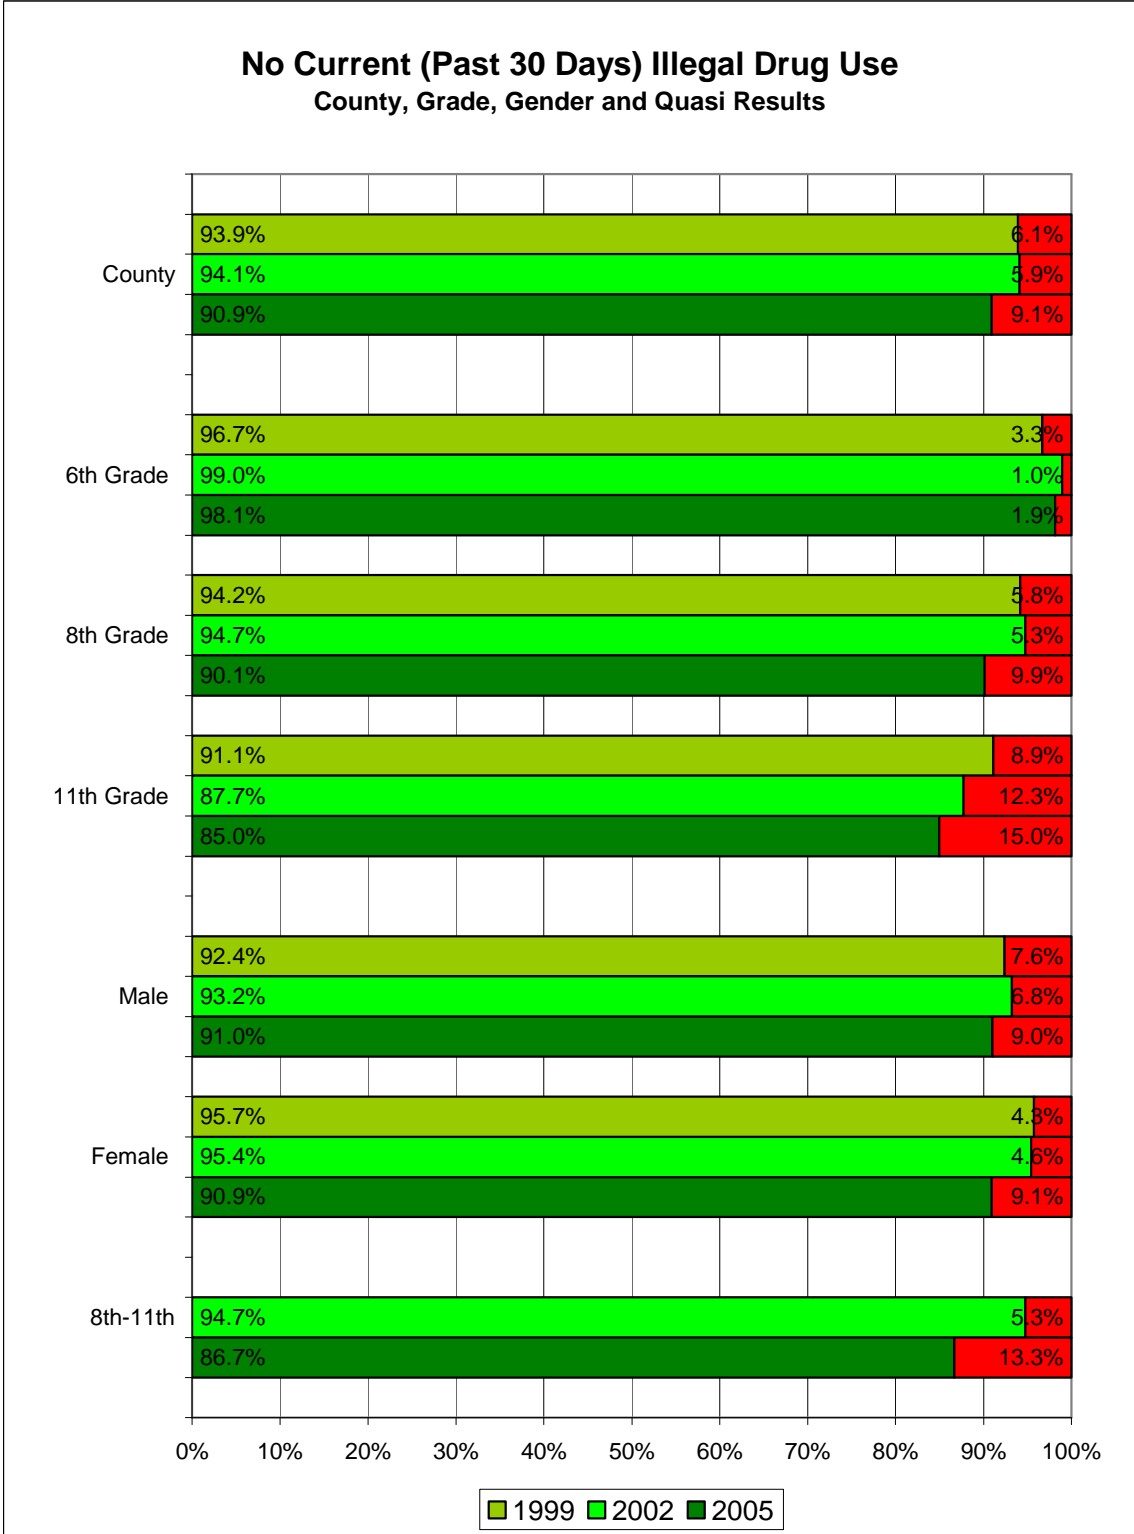 No Current (Past 30 Days) Illegal Drug Use
County, Grade, Gender and Quasi Results
93.9% 6.1%
County 94.1% 5.9%
90.9% 9.1%
96.7% 3.3%
6th Grade 99.0% 1.0%
98.1% 1.9%
94.2% 5.8%
8th Grade 94.7% 5.3%
90.1% 9.9%
91.1% 8.9%
11th Grade 87.7% 12.3%
85.0% 15.0%
92.4% 7.6%
Male 93.2% 6.8%
91.0% 9.0%
95.7% 4.3%
Female 95.4% 4.6%
90.9% 9.1%
8th-11th 94.7% 5.3%
86.7% 13.3%
0% 10% 20% 30% 40% 50% 60% 70% 80% 90% 100%
1999 2002 2005